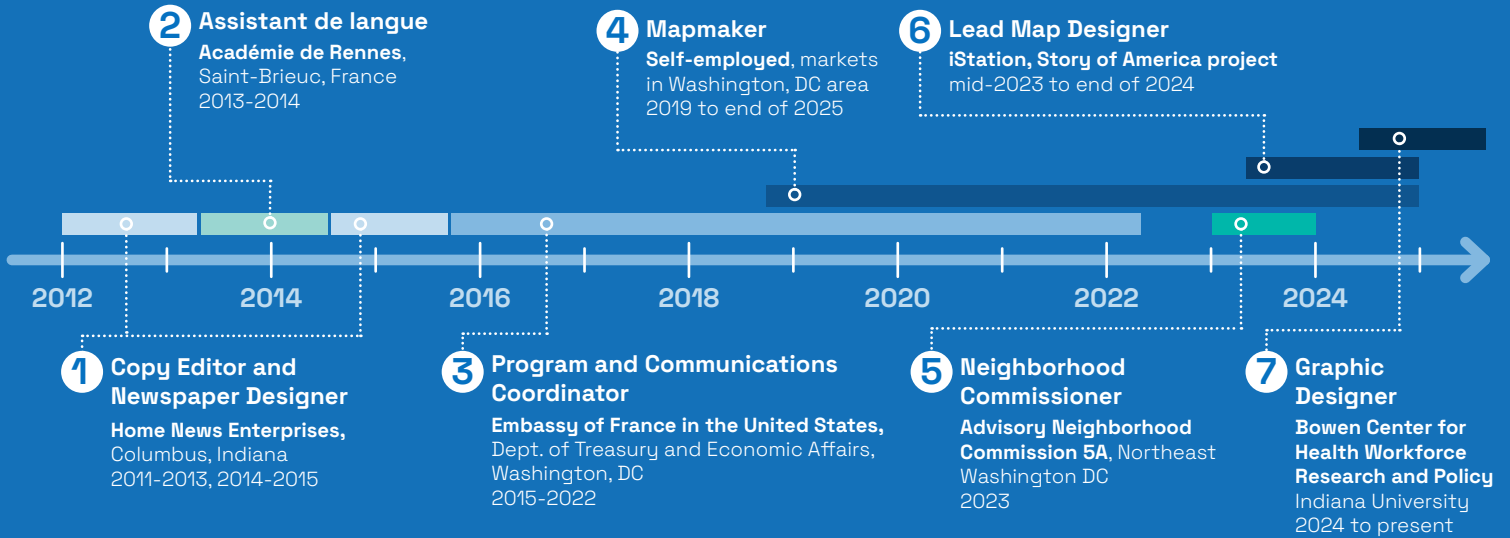 2 Assistant de langue
Académie de Rennes,
Saint-Brieuc, France
2013-2014
4 Mapmaker
Self-employed, markets
in Washington, DC area
2019 to end of 2025
6 Lead Map Designer
iStation, Story of America project
mid-2023 to end of 2024
2012 2014 2016 2018 2020 2022 2024
1 Copy Editor and
Newspaper Designer
Home News Enterprises,
Columbus, Indiana
2011-2013, 2014-2015
3 Program and Communications
Coordinator
Embassy of France in the United States,
Dept. of Treasury and Economic Affairs,
Washington, DC
2015-2022
5 Neighborhood
Commissioner
Advisory Neighborhood
Commission 5A, Northeast
Washington DC
2023
7 Graphic
Designer
Bowen Center for
Health Workforce
Research and Policy
Indiana University
2024 to present